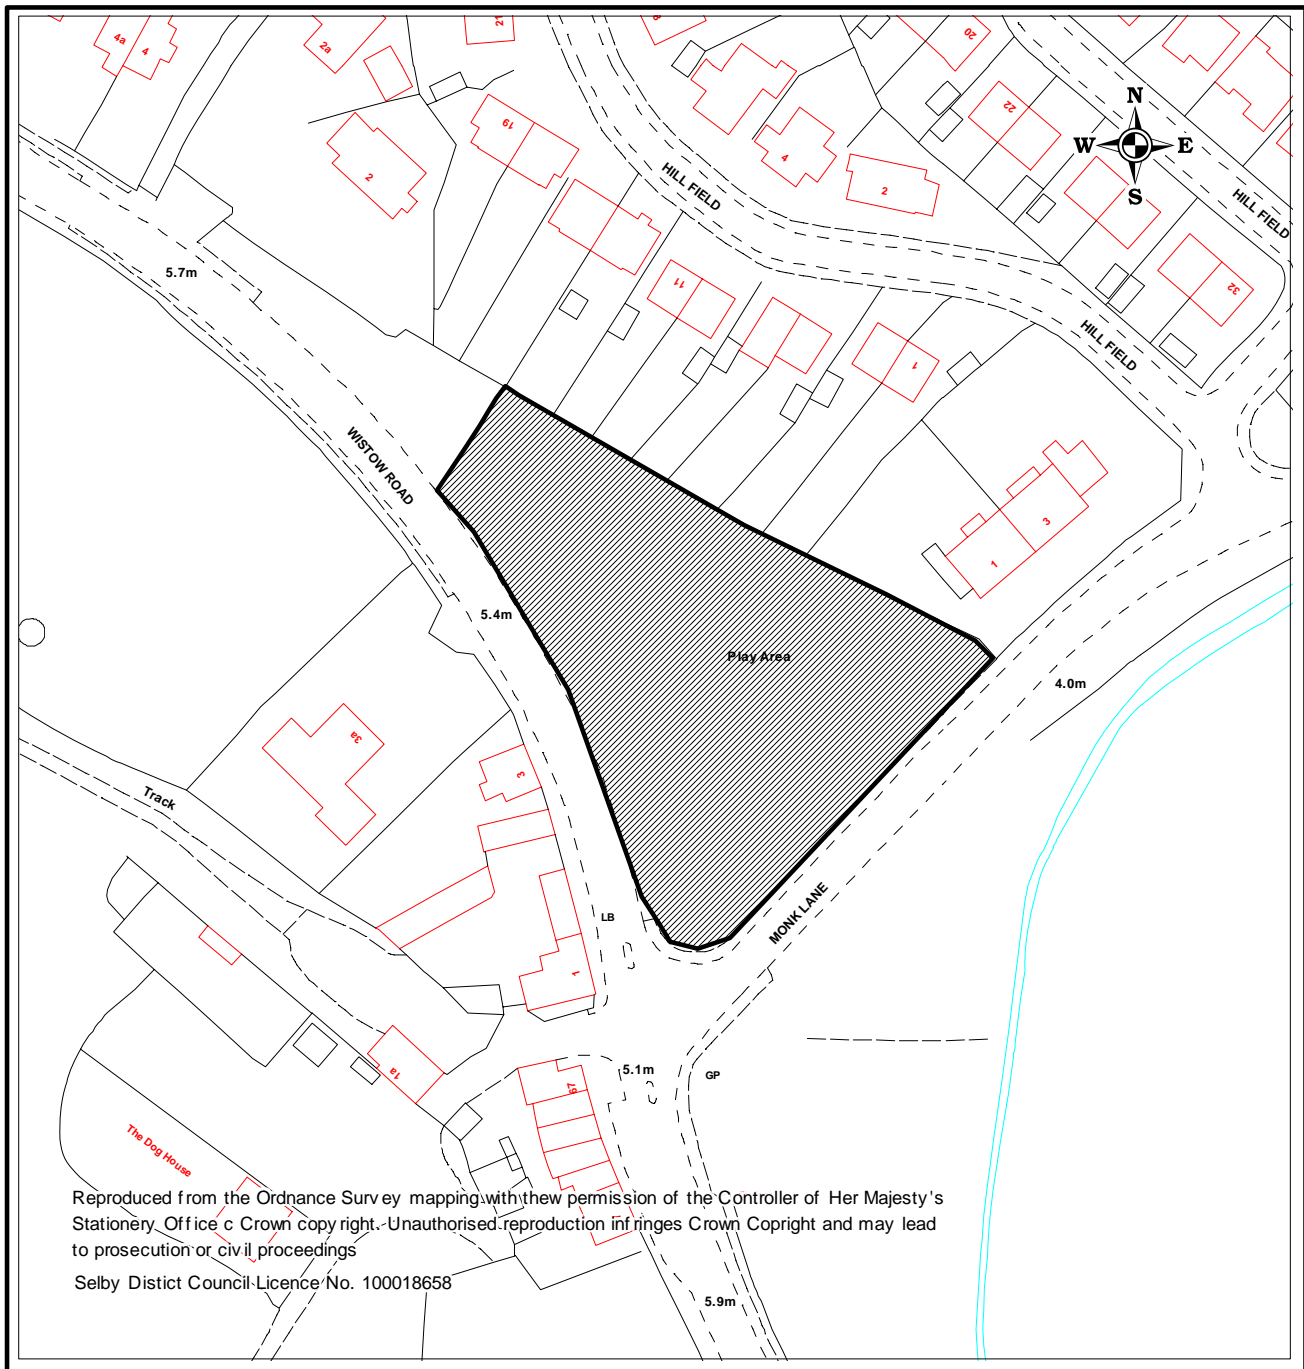 4a
4
2a
21
20
N
W E
S
22
19
2
4
2
HILL FIELD
HILL FIELD
5.7m
11
32
1
HILL FIELD
WISTOW ROAD
3
1
5.4m
Play Area
4.0m
3a
3
Track
MONK LANE
LB
1
5.1m
GP
1a
67
The Dog House
Reproduced from the Ordnance Survey mapping with thew permission of the Controller of Her Majesty's
Stationery Office c Crown copyright. Unauthorised reproduction infringes Crown Copright and may lead
to prosecution or civil proceedings
Selby Distict Council Licence No. 100018658
5.9m